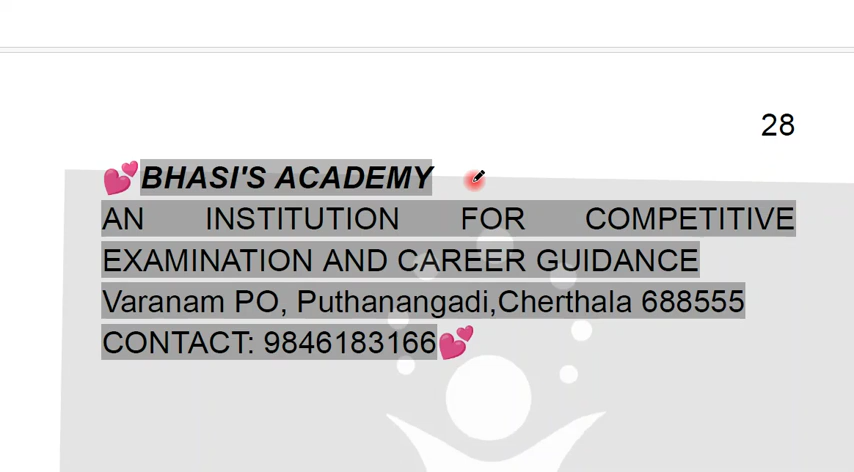 28
💕BHASI'S ACADEMY
AN INSTITUTION FOR COMPETITIVE
EXAMINATION AND CAREER GUIDANCE
Varanam PO, Puthanangadi,Cherthala 688555
CONTACT: 9846183166💕